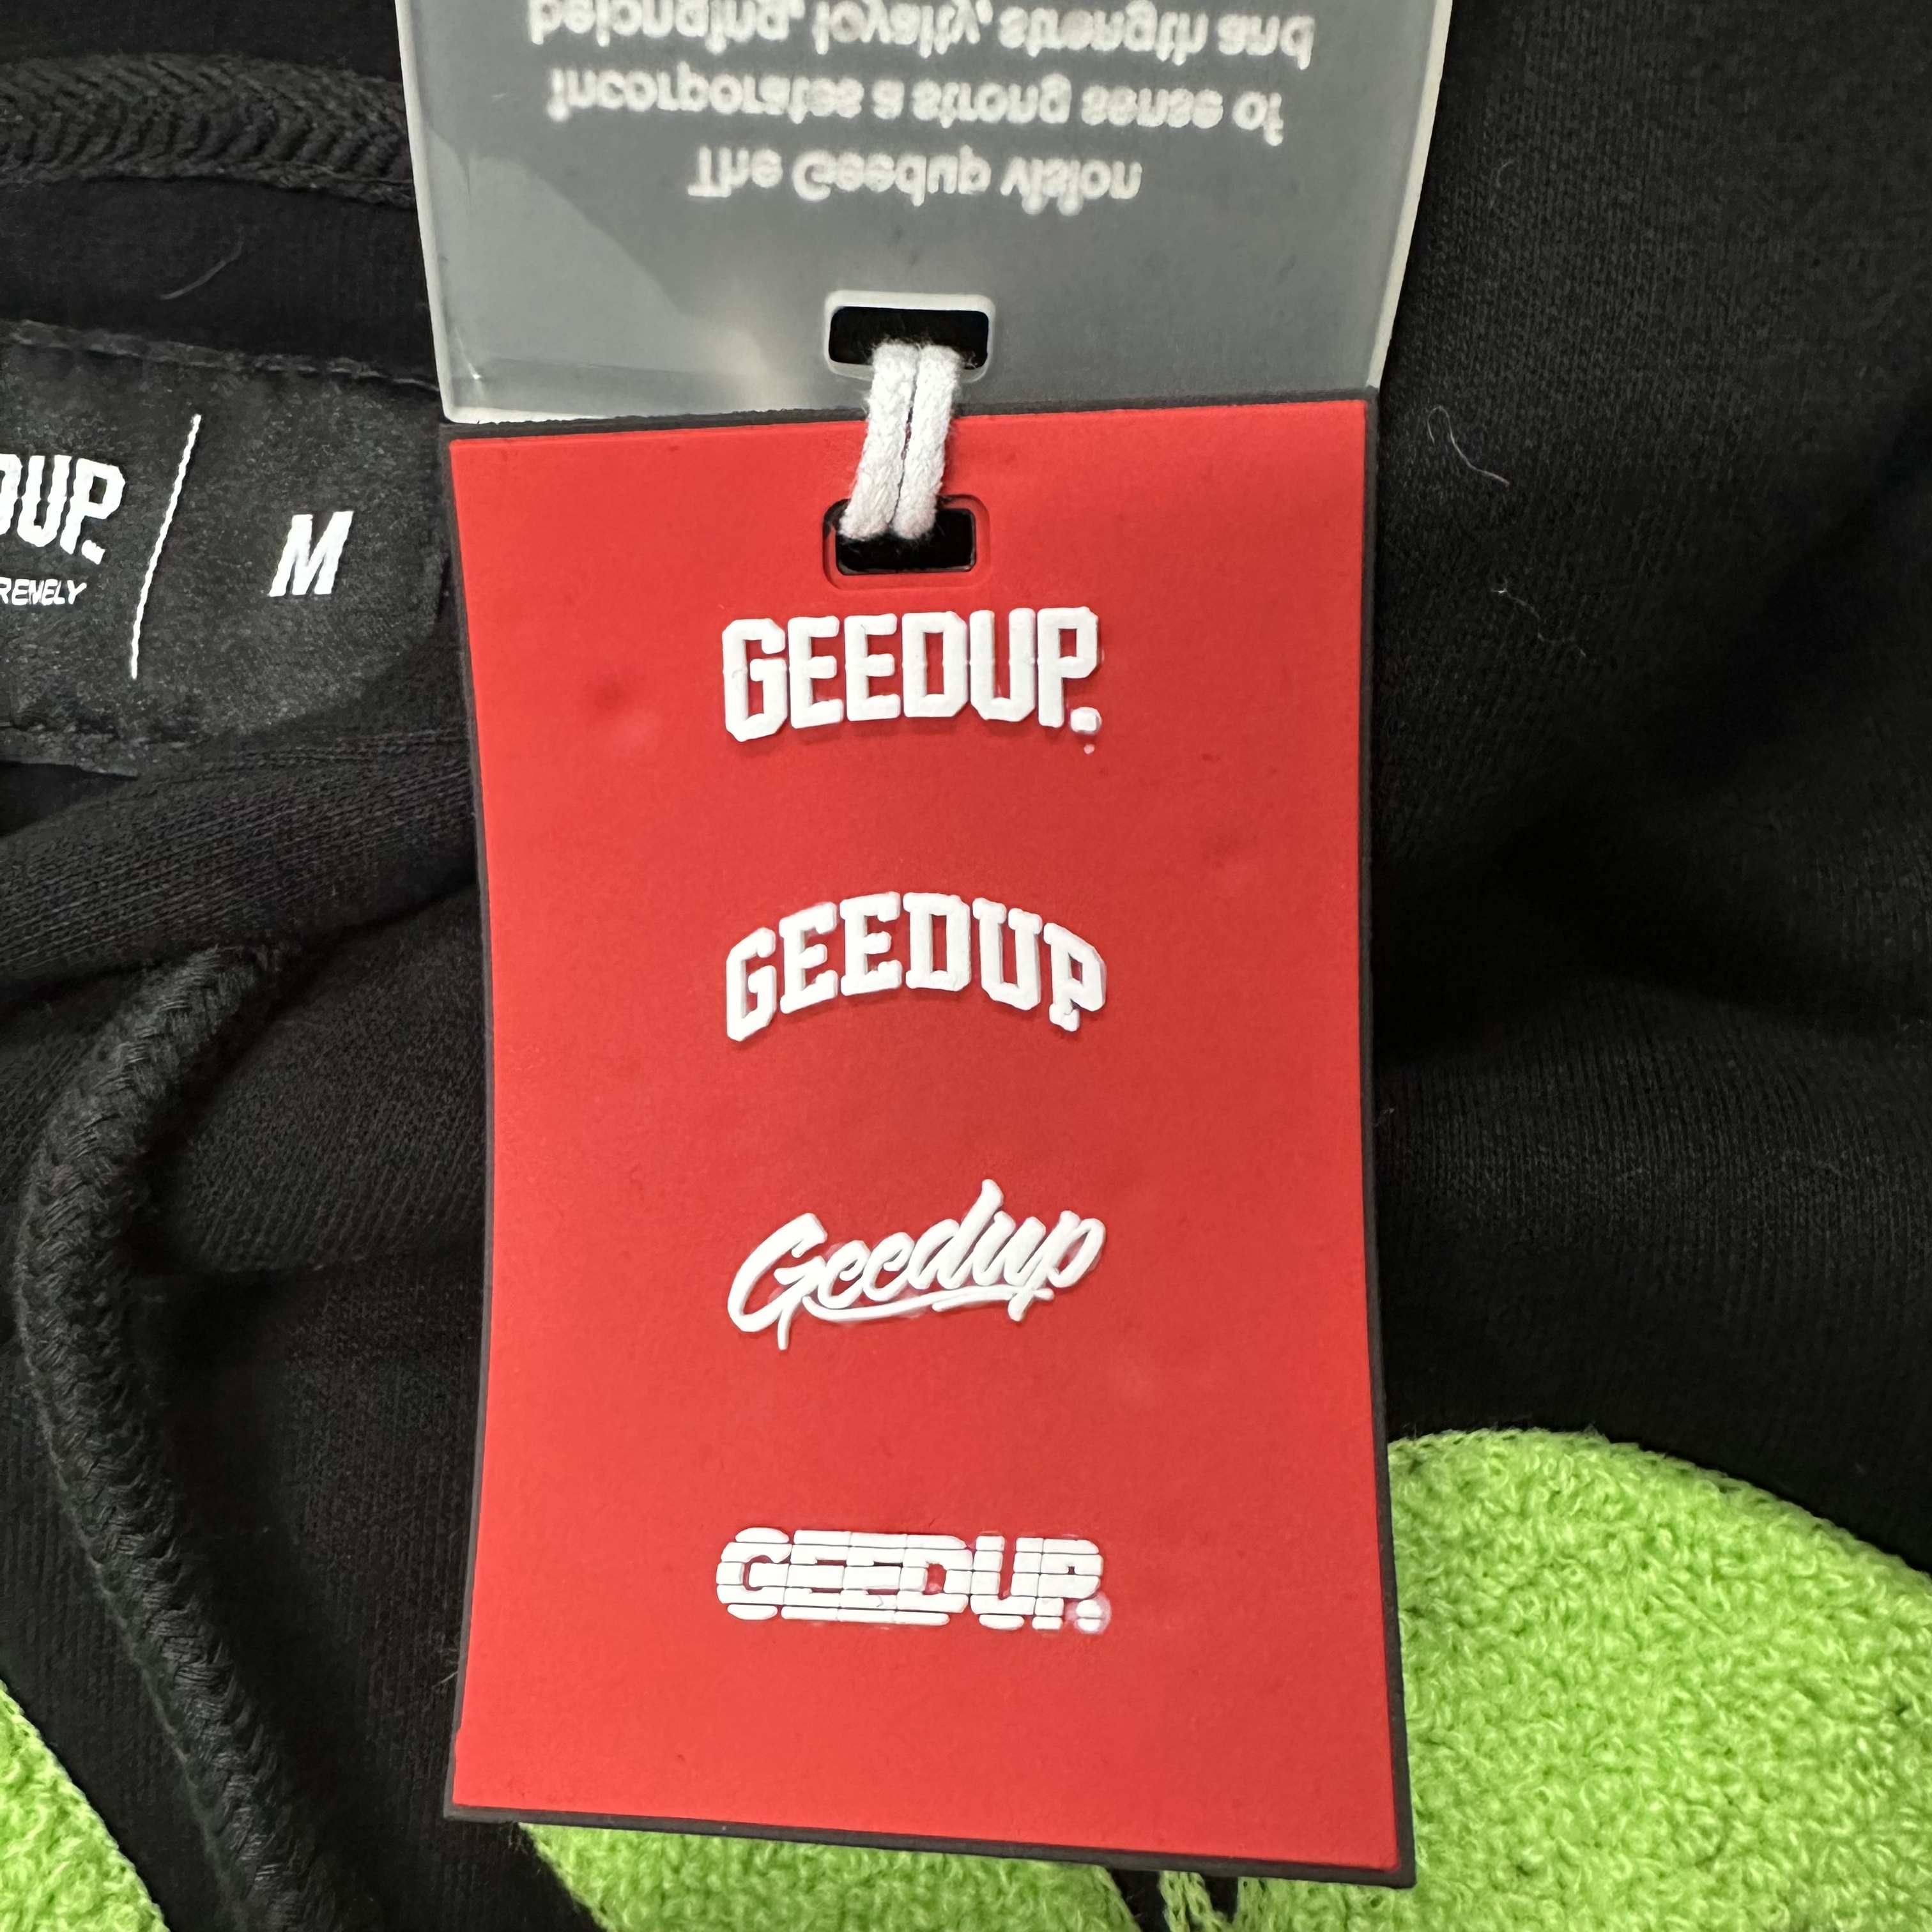 The Geedup vision
incorporates a strong sense of
belonging, loyalty, strength and
DUP.
REMELY
M
GEEDUP.
GEEDUP.
Geedup
GEEDUP.